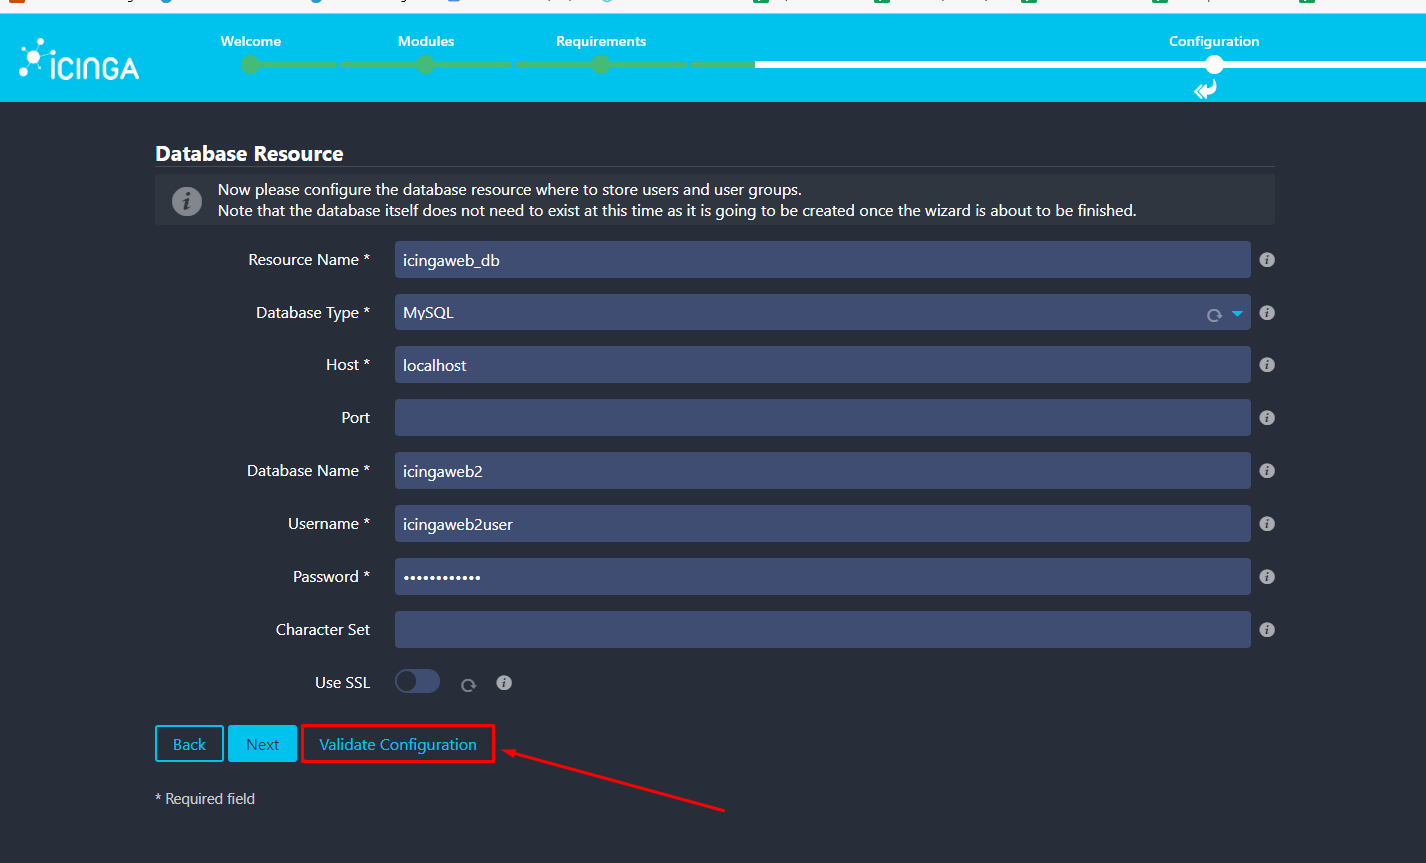 Welcome
Modules
Requirements
Configuration
ICINGA
Database Resource
Now please configure the database resource where to store users and user groups.
Note that the database itself does not need to exist at this time as it is going to be created once the wizard is about to be finished.
Resource Name * icingaweb_db
Database Type * MySQL
Host * localhost
Port
Database Name * icingaweb2
Username * icingaweb2user
Password * ••••••••••••
Character Set
Use SSL
Back Next Validate Configuration
* Required field